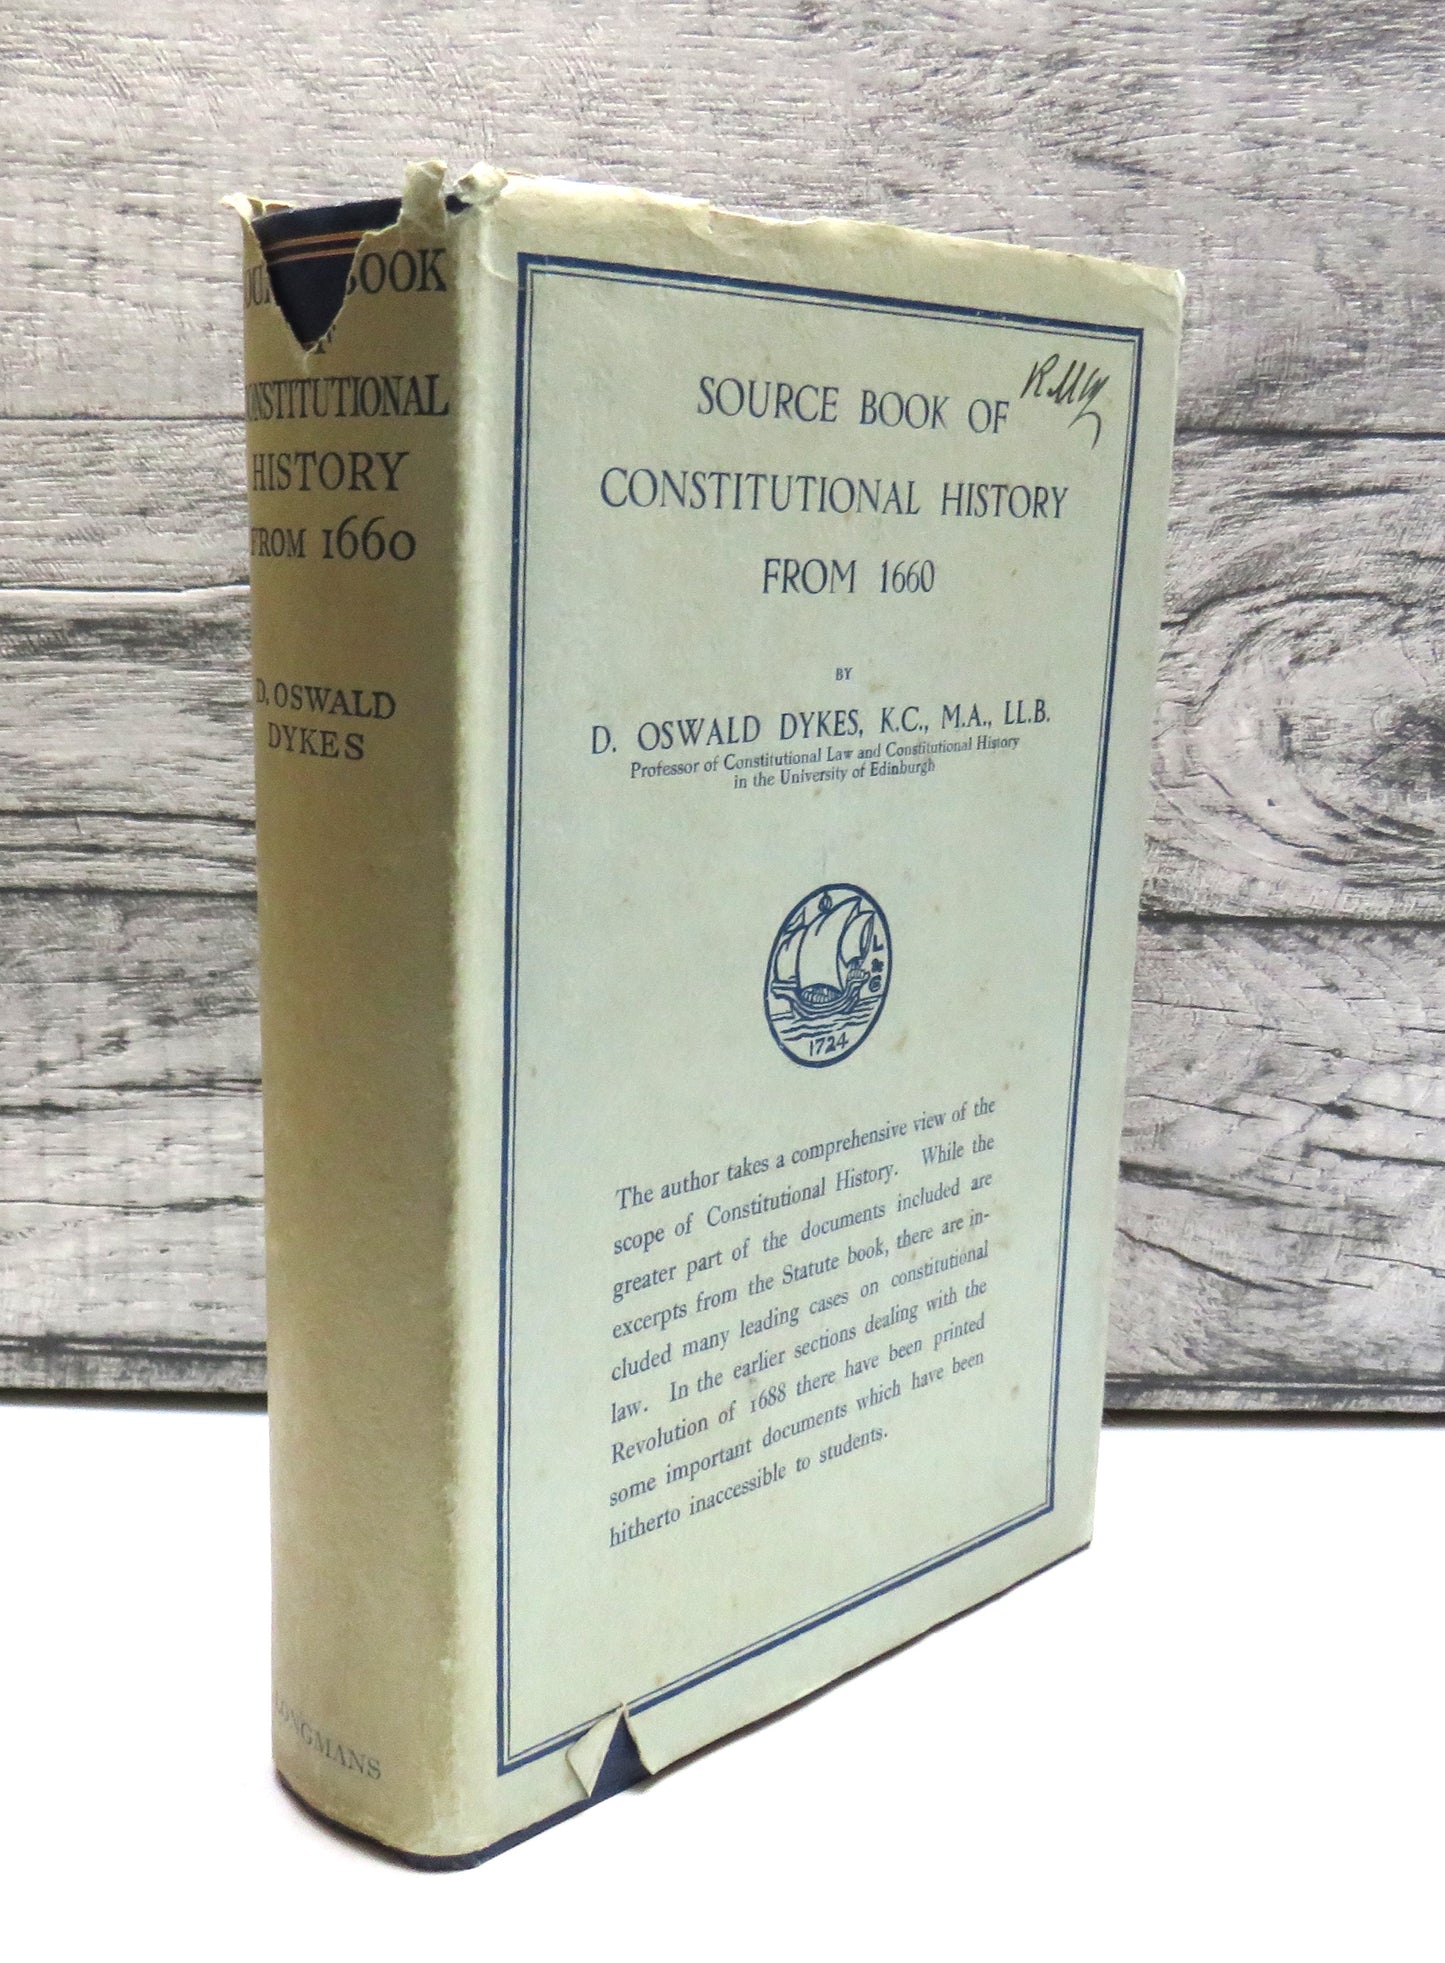 BOOK
CONSTITUTIONAL
HISTORY
FROM 1660
D. OSWALD
DYKES
LONGMANS
SOURCE BOOK OF
CONSTITUTIONAL HISTORY
FROM 1660
BY
D. OSWALD DYKES, K.C., M.A., LL.B.
Professor of Constitutional Law and Constitutional History
in the University of Edinburgh
L
&
G
1724
The author takes a comprehensive view of the
scope of Constitutional History. While the
greater part of the documents included are
excerpts from the Statute book, there are in-
cluded many leading cases on constitutional
law. In the earlier sections dealing with the
Revolution of 1688 there have been printed
some important documents which have been
hitherto inaccessible to students.